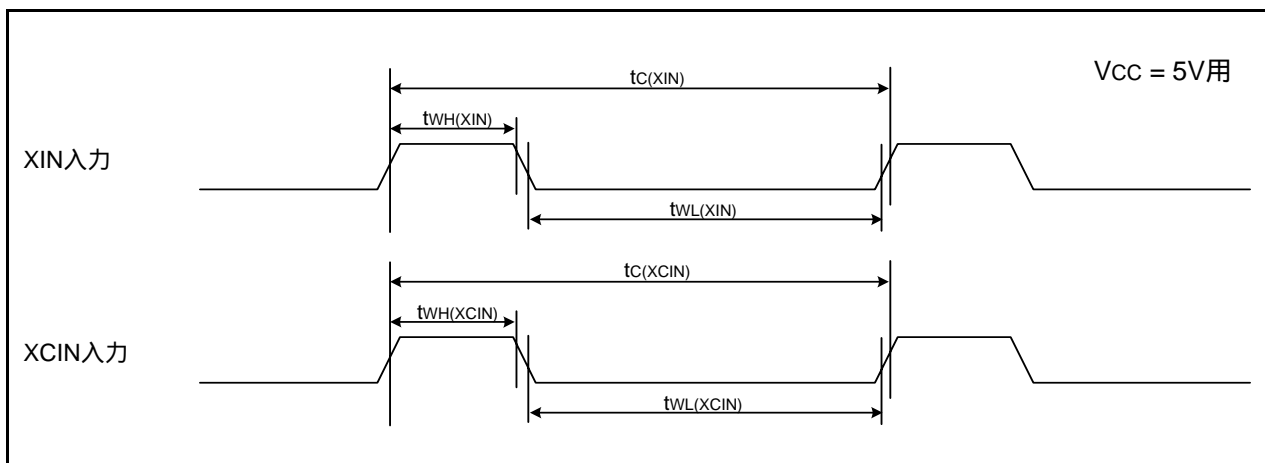 VCC = 5V用
tC(XIN)
tWH(XIN)
XIN入力
tWL(XIN)
tC(XCIN)
tWH(XCIN)
XCIN入力
tWL(XCIN)